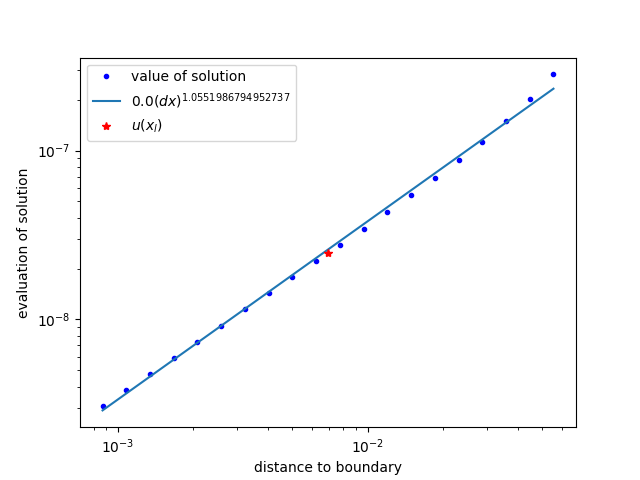 value of solution
0.0(dx)^1.0551986794952737
u(x_l)
10^-7
10^-8
evaluation of solution
10^-3
10^-2
distance to boundary